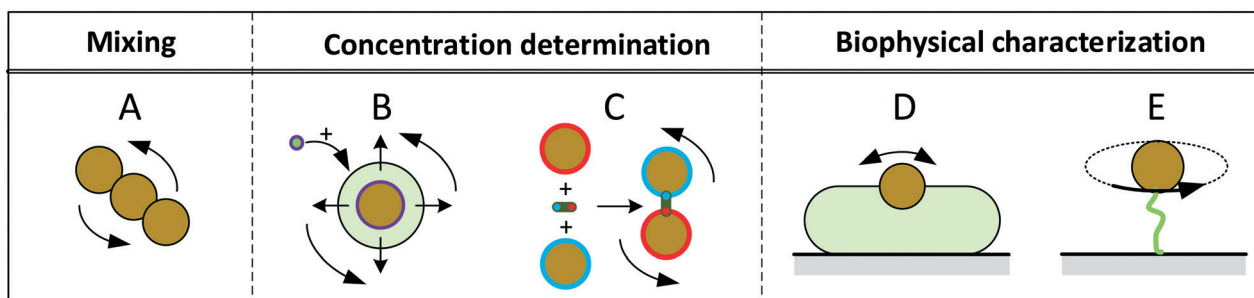 Mixing
Concentration determination
Biophysical characterization
A
B
C
D
E
+
+
+